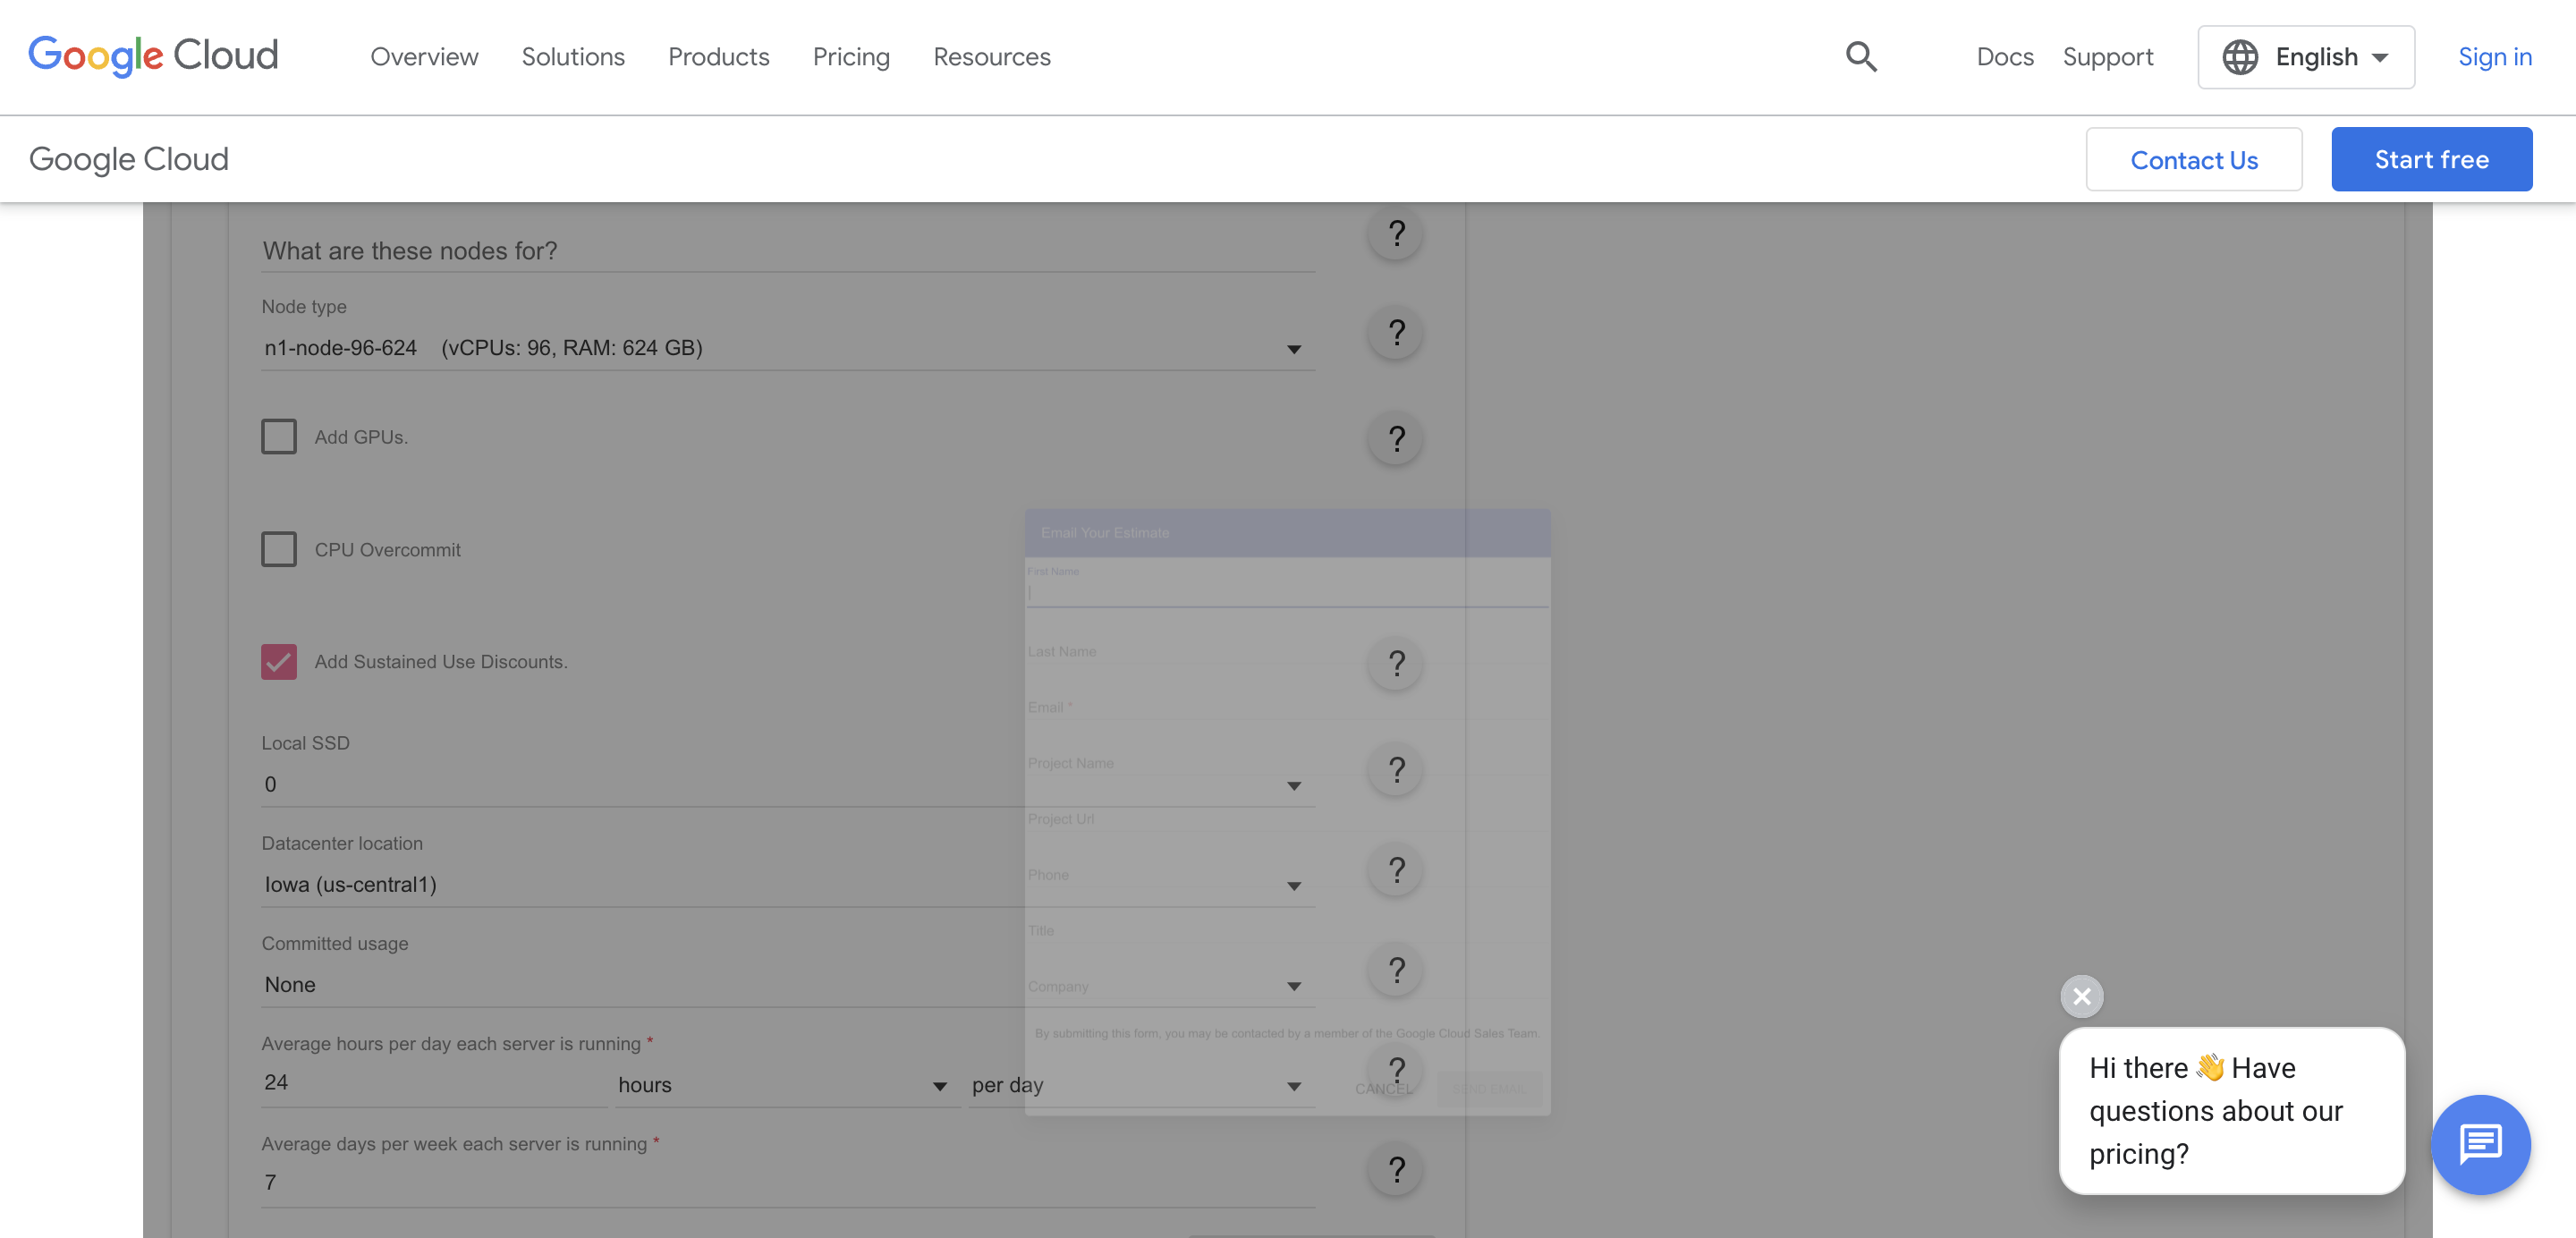 Google Cloud
Overview
Solutions
Products
Pricing
Resources
Docs
Support
English
Sign in
Google Cloud
Contact Us
Start free
What are these nodes for?
?
Node type
n1-node-96-624 (vCPUs: 96, RAM: 624 GB)
?
Add GPUs.
?
CPU Overcommit
Add Sustained Use Discounts.
?
Local SSD
0
?
Datacenter location
Iowa (us-central1)
?
Committed usage
None
?
Average hours per day each server is running *
24
hours
per day
?
Average days per week each server is running *
7
?
Email Your Estimate
First Name
Last Name
Email *
Project Name
Project Url
Phone
Title
Company
By submitting this form, you may be contacted by a member of the Google Cloud Sales Team.
CANCEL
SEND EMAIL
Hi there 👋 Have
questions about our
pricing?